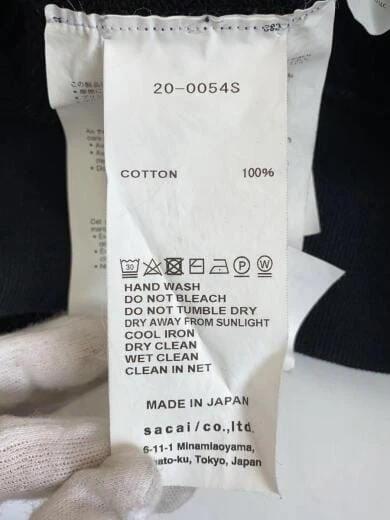 20-0054S
COTTON 100%
30
P W
HAND WASH
DO NOT BLEACH
DO NOT TUMBLE DRY
DRY AWAY FROM SUNLIGHT
COOL IRON
DRY CLEAN
WET CLEAN
CLEAN IN NET
MADE IN JAPAN
sacai/co.,ltd.
6-11-1 Minamiaoyama,
ato-ku, Tokyo, Japan